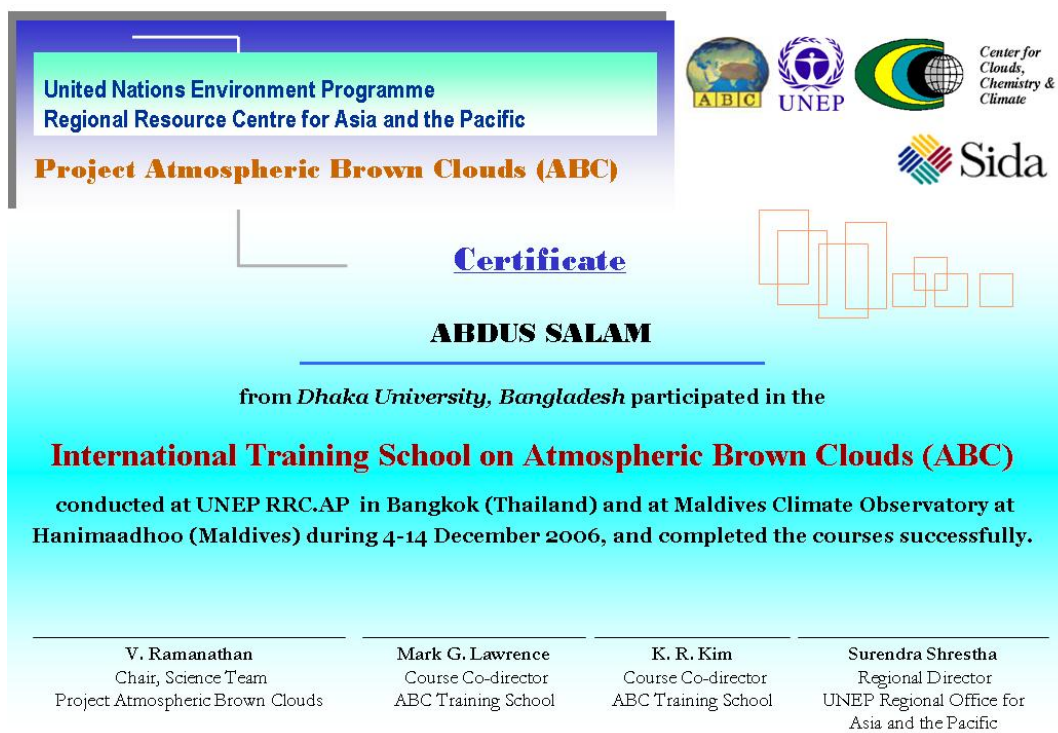 United Nations Environment Programme
Regional Resource Centre for Asia and the Pacific
Project Atmospheric Brown Clouds (ABC)
ABC
UNEP
Center for
Clouds,
Chemistry &
Climate
Sida
Certificate
ABDUS SALAM
from Dhaka University, Bangladesh participated in the
International Training School on Atmospheric Brown Clouds (ABC)
conducted at UNEP RRC.AP in Bangkok (Thailand) and at Maldives Climate Observatory at
Hanimaadhoo (Maldives) during 4-14 December 2006, and completed the courses successfully.
V. Ramanathan
Chair, Science Team
Project Atmospheric Brown Clouds
Mark G. Lawrence
Course Co-director
ABC Training School
K. R. Kim
Course Co-director
ABC Training School
Surendra Shrestha
Regional Director
UNEP Regional Office for
Asia and the Pacific